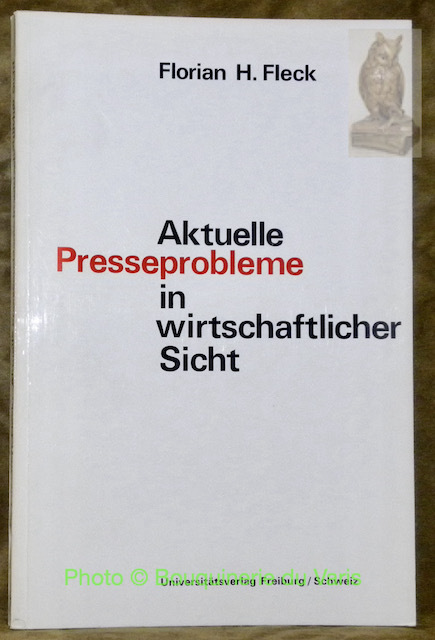 Florian H. Fleck
Aktuelle
Presseprobleme
in
wirtschaftlicher
Sicht
Photo © Bouquinerie du Varis
Universitätsverlag Freiburg / Schweiz